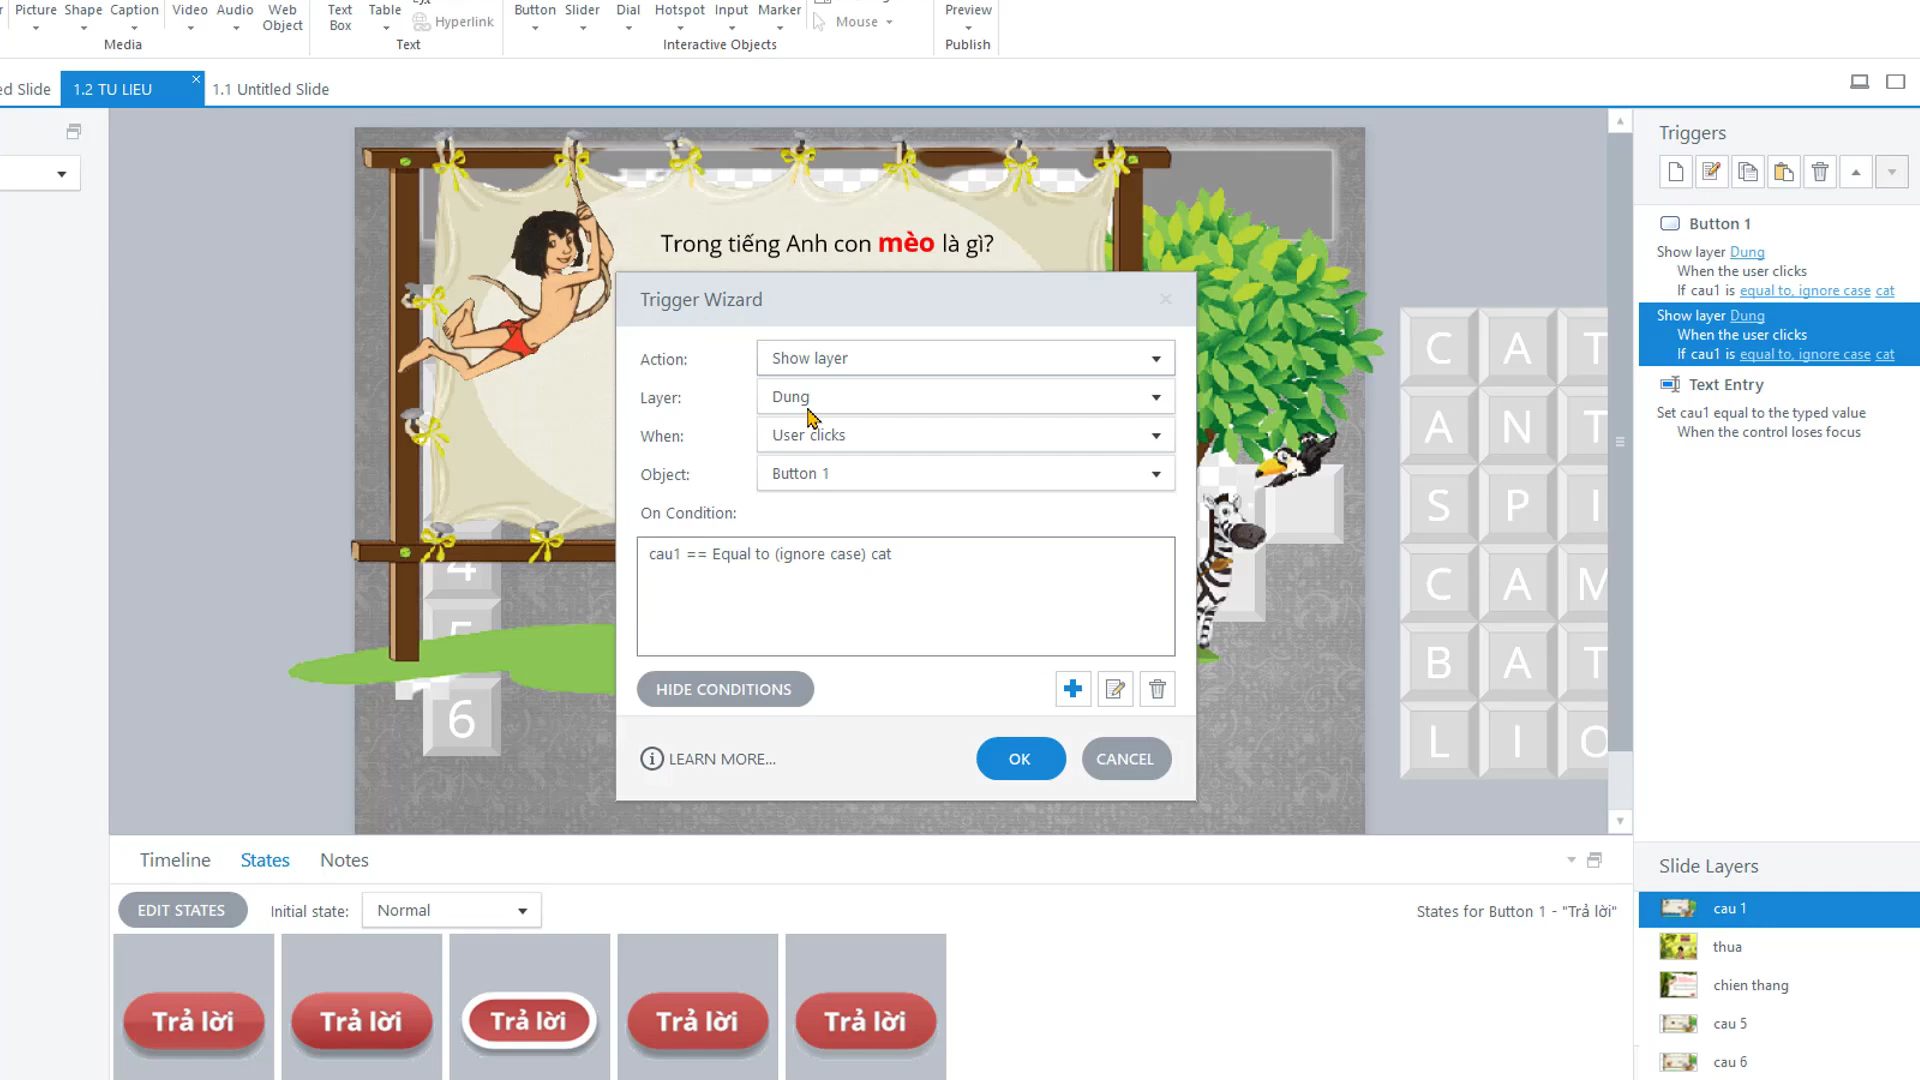 Picture Shape Caption Video Audio Web Object Text Box Table Hyperlink Button Slider Dial Hotspot Input Marker Mouse Preview
Media Text Interactive Objects Publish
ed Slide 1.2 TU LIEU 1.1 Untitled Slide
Trong tiếng Anh con mèo là gì?
4
5
6
C A T
A N T
S P I
C A M
B A T
L I O
Trigger Wizard
Action: Show layer
Layer: Dung
When: User clicks
Object: Button 1
On Condition:
cau1 == Equal to (ignore case) cat
HIDE CONDITIONS
LEARN MORE...
OK CANCEL
Triggers
Button 1
Show layer Dung
When the user clicks
If cau1 is equal to, ignore case cat
Show layer Dung
When the user clicks
If cau1 is equal to, ignore case cat
Text Entry
Set cau1 equal to the typed value
When the control loses focus
Timeline States Notes
EDIT STATES Initial state: Normal States for Button 1 - "Trả lời"
Trả lời Trả lời Trả lời Trả lời Trả lời
Slide Layers
cau 1
thua
chien thang
cau 5
cau 6